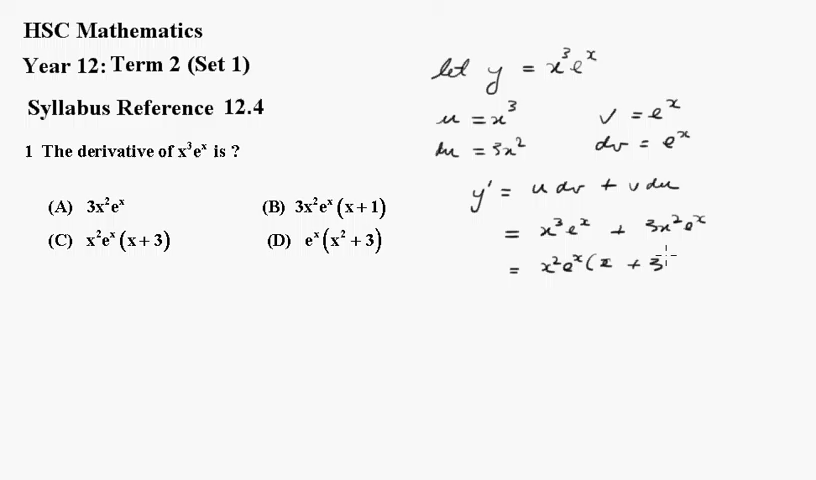 HSC Mathematics
Year 12: Term 2 (Set 1)
Syllabus Reference 12.4
1 The derivative of x³eˣ is ?
(A) 3x²eˣ
(B) 3x²eˣ(x+1)
(C) x²eˣ(x+3)
(D) eˣ(x²+3)
let y = x³eˣ
u = x³
v = eˣ
du = 3x²
dv = eˣ
y' = u dv + v du
= x³eˣ + 3x²eˣ
= x²eˣ(x + 3